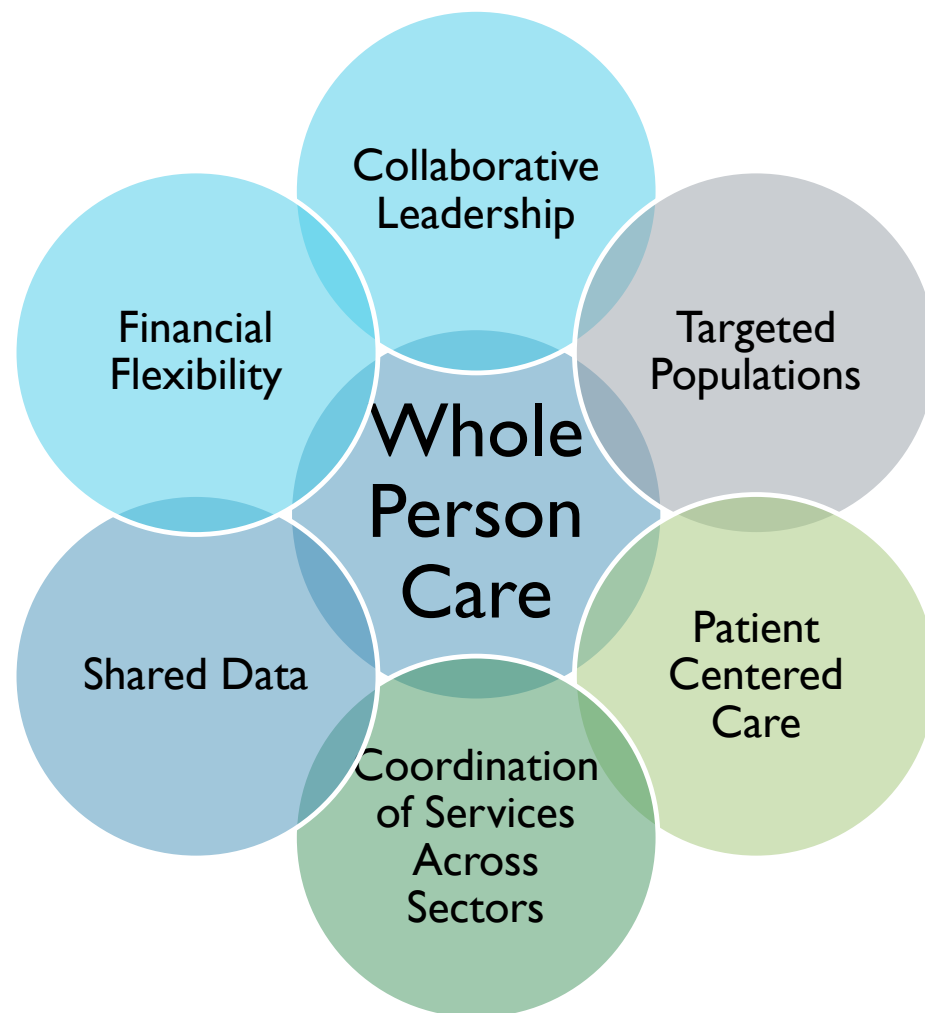 Collaborative
Leadership
Financial
Flexibility
Targeted
Populations
Whole
Person
Care
Shared Data
Patient
Centered
Care
Coordination
of Services
Across
Sectors